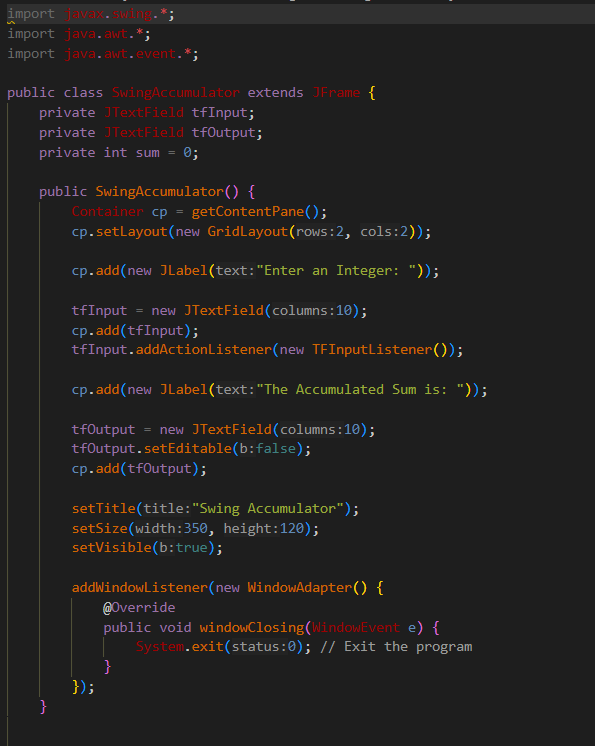 import javax.swing.*;
import java.awt.*;
import java.awt.event.*;

public class SwingAccumulator extends JFrame {
    private JTextField tfInput;
    private JTextField tfOutput;
    private int sum = 0;

    public SwingAccumulator() {
        Container cp = getContentPane();
        cp.setLayout(new GridLayout(rows:2, cols:2));

        cp.add(new JLabel(text:"Enter an Integer: "));

        tfInput = new JTextField(columns:10);
        cp.add(tfInput);
        tfInput.addActionListener(new TFInputListener());

        cp.add(new JLabel(text:"The Accumulated Sum is: "));

        tfOutput = new JTextField(columns:10);
        tfOutput.setEditable(b:false);
        cp.add(tfOutput);

        setTitle(title:"Swing Accumulator");
        setSize(width:350, height:120);
        setVisible(b:true);

        addWindowListener(new WindowAdapter() {
            @Override
            public void windowClosing(WindowEvent e) {
                System.exit(status:0); // Exit the program
            }
        });
    }